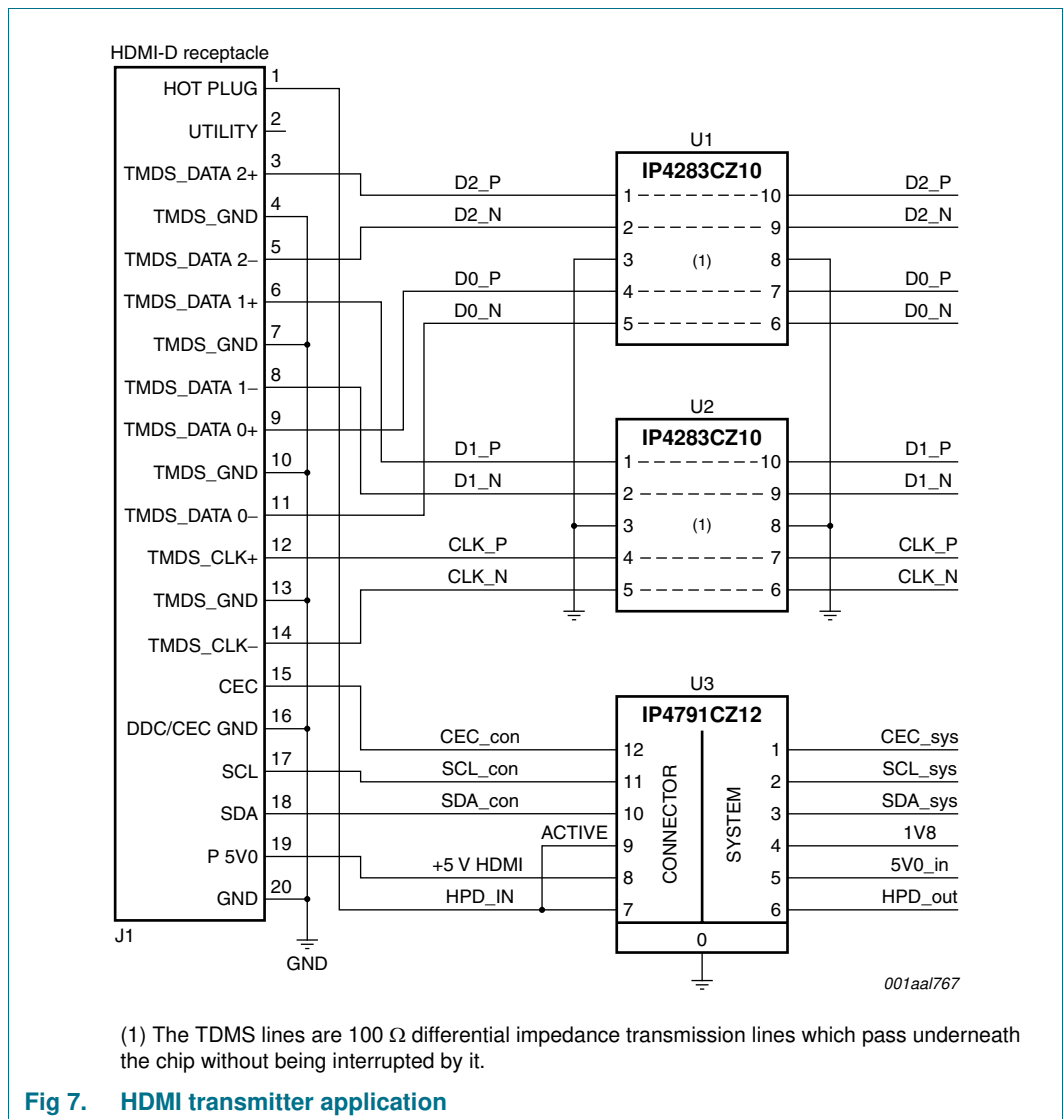 HDMI-D receptacle
HOT PLUG 1
UTILITY 2
TMDS_DATA 2+ 3
TMDS_GND 4
TMDS_DATA 2− 5
TMDS_DATA 1+ 6
TMDS_GND 7
TMDS_DATA 1− 8
TMDS_DATA 0+ 9
TMDS_GND 10
TMDS_DATA 0− 11
TMDS_CLK+ 12
TMDS_GND 13
TMDS_CLK− 14
CEC 15
DDC/CEC GND 16
SCL 17
SDA 18
P 5V0 19
GND 20
J1
GND
U1
IP4283CZ10
D2_P 1 10 D2_P
D2_N 2 9 D2_N
3 (1) 8
D0_P 4 7 D0_P
D0_N 5 6 D0_N
U2
IP4283CZ10
D1_P 1 10 D1_P
D1_N 2 9 D1_N
3 (1) 8
CLK_P 4 7 CLK_P
CLK_N 5 6 CLK_N
U3
IP4791CZ12
CEC_con 12 1 CEC_sys
SCL_con 11 2 SCL_sys
SDA_con 10 3 SDA_sys
ACTIVE 9 4 1V8
+5 V HDMI 8 5 5V0_in
HPD_IN 7 6 HPD_out
CONNECTOR
SYSTEM
0
001aal767
(1) The TDMS lines are 100 Ω differential impedance transmission lines which pass underneath
the chip without being interrupted by it.
Fig 7. HDMI transmitter application